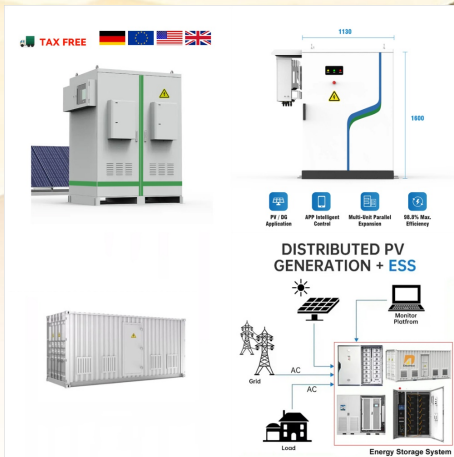 TAX FREE
1130
1600
PV / DG
Application
APP Intelligent
Control
Multi-Unit Parallel
Expansion
98.8% Max.
Efficiency
DISTRIBUTED PV
GENERATION + ESS
Monitor
Platfrom
Grid
AC
AC
Load
Energy Storage System